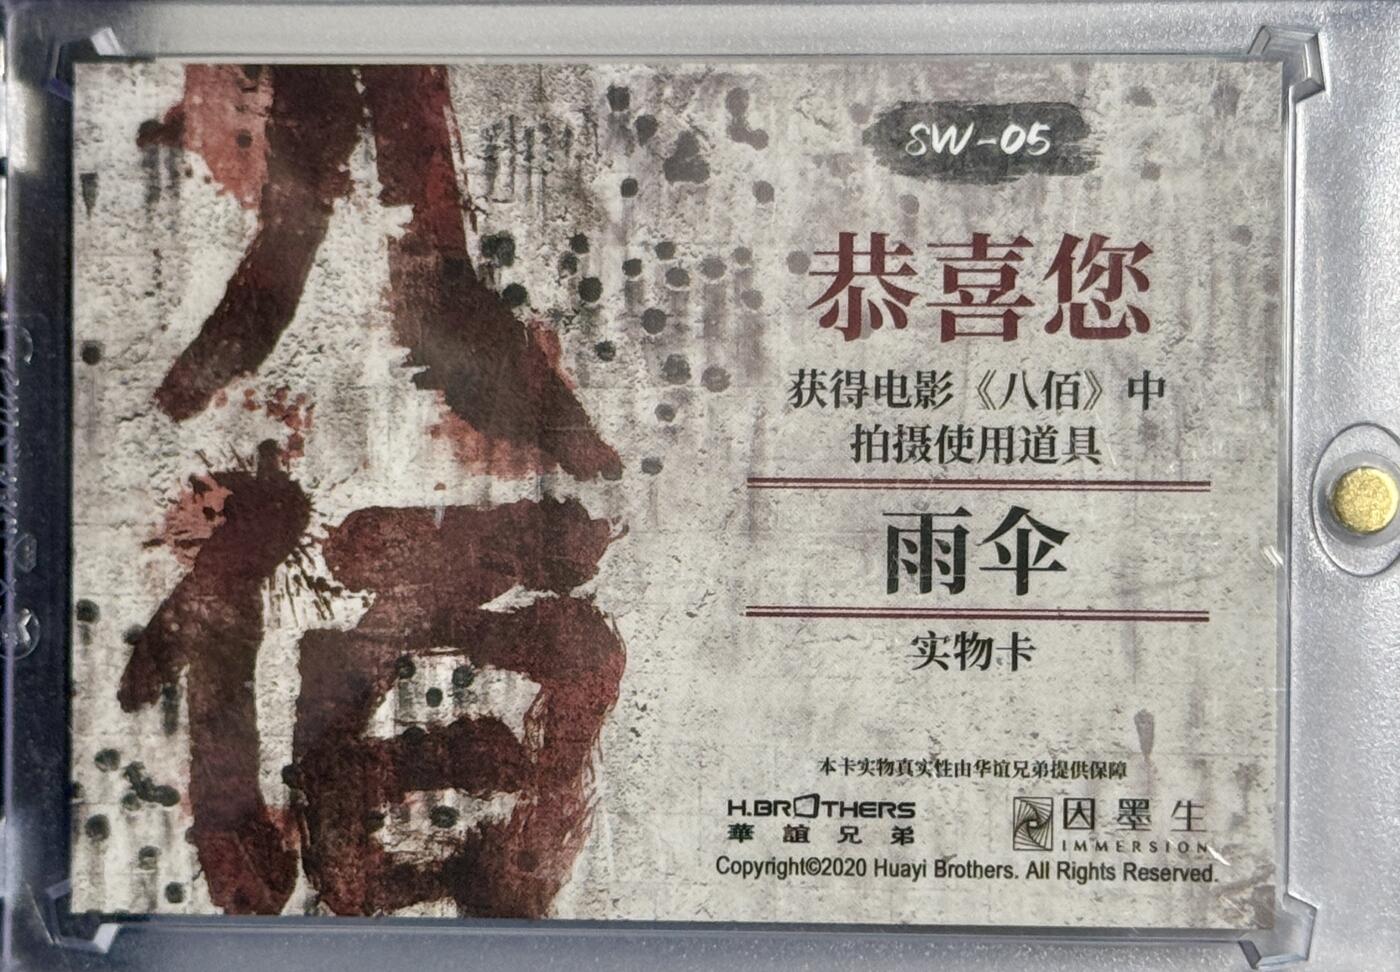 八佰
SW-05
恭喜您
获得电影《八佰》中
拍摄使用道具
雨伞
实物卡
本卡实物真实性由华谊兄弟提供保障
H.BROTHERS
華誼兄弟
因墨生
IMMERSION
Copyright©2020 Huayi Brothers. All Rights Reserved.